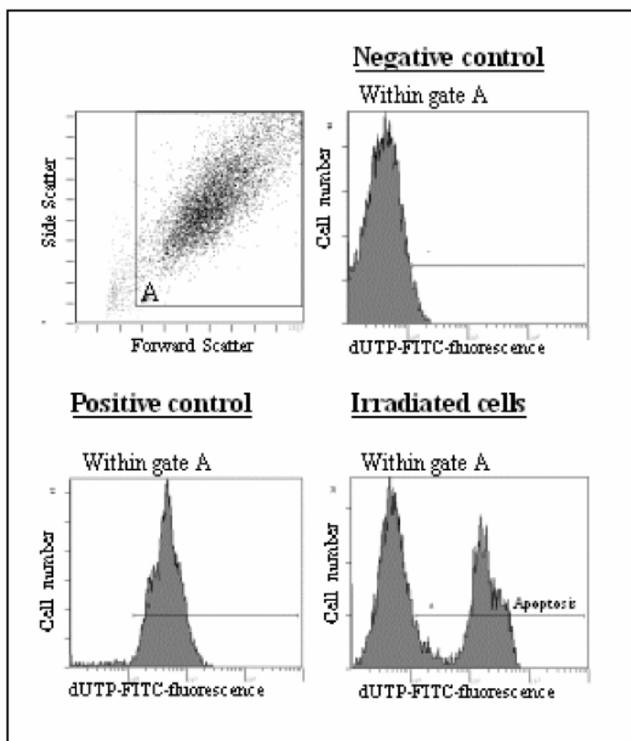 Negative control
Within gate A
Side Scatter
A
Forward Scatter
Cell number
dUTP-FITC-fluorescence
Positive control
Within gate A
Cell number
dUTP-FITC-fluorescence
Irradiated cells
Within gate A
Cell number
Apoptosis
dUTP-FITC-fluorescence